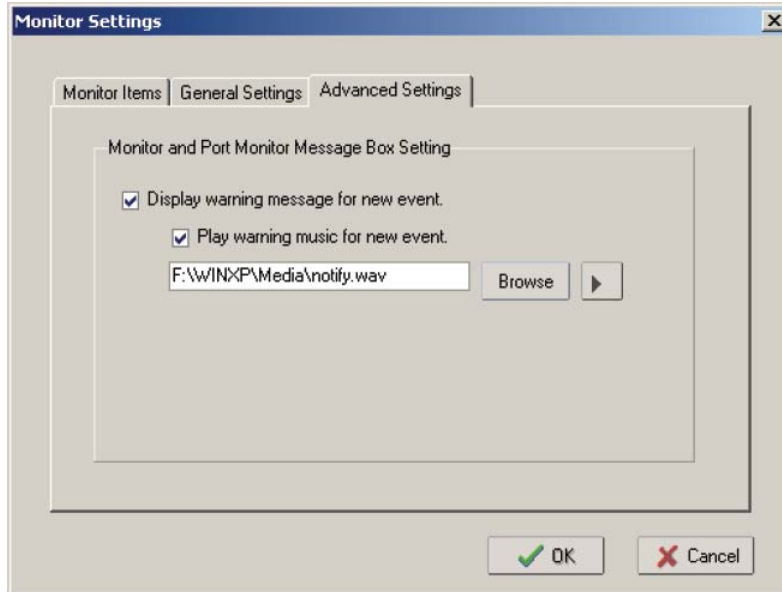 Monitor Settings
Monitor Items General Settings Advanced Settings
Monitor and Port Monitor Message Box Setting
Display warning message for new event.
Play warning music for new event.
F:\WINXP\Media\notify.wav Browse
OK Cancel